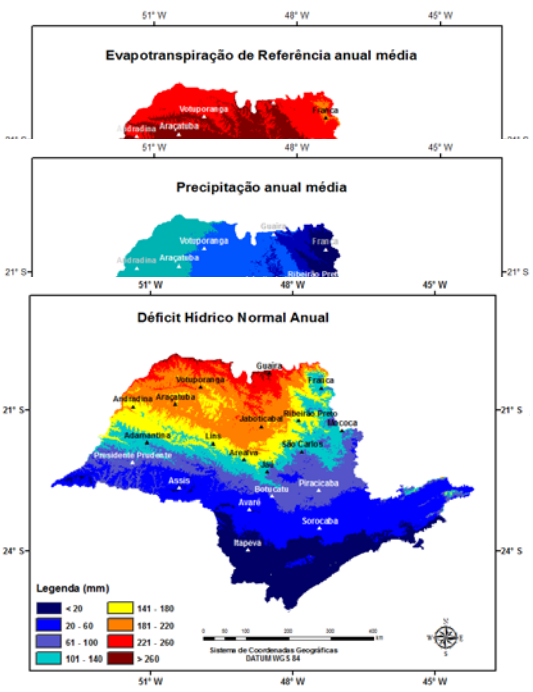 51° W 48° W 45° W
Evapotranspiração de Referência anual média
Votuporanga
Franca
Andradina Araçatuba
51° W 48° W 45° W
Precipitação anual média
Guaíra
Votuporanga
Franca
Andradina Araçatuba
21° S 21° S
Ribeirão Preto
51° W 48° W 45° W
Déficit Hídrico Normal Anual
Guaíra
Votuporanga
Franca
Andradina Araçatuba
21° S 21° S
Jaboticabal Ribeirão Preto
Mococa
Adamantina Lins
São Carlos
Presidente Prudente Arealva
Jaú
Assis Botucatu Piracicaba
Avaré
Sorocaba
Itapeva
24° S 24° S
Legenda (mm)
< 20 141 - 180
20 - 60 181 - 220
61 - 100 221 - 260
101 - 140 > 260
0 50 100 200 300 400
km
Sistema de Coordenadas Geográficas
DATUM WGS 84
N
W E
S
51° W 48° W 45° W